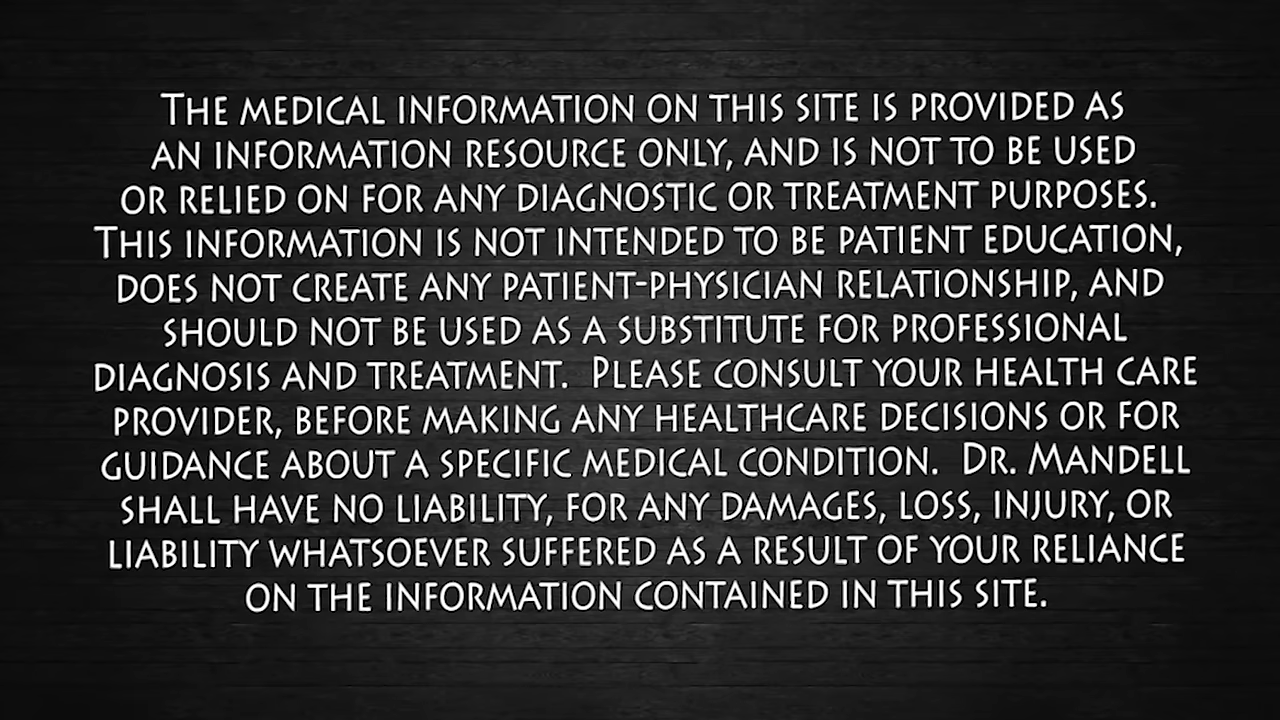 The medical information on this site is provided as
an information resource only, and is not to be used
or relied on for any diagnostic or treatment purposes.
This information is not intended to be patient education,
does not create any patient-physician relationship, and
should not be used as a substitute for professional
diagnosis and treatment.  Please consult your health care
provider, before making any healthcare decisions or for
guidance about a specific medical condition.  Dr. Mandell
shall have no liability, for any damages, loss, injury, or
liability whatsoever suffered as a result of your reliance
on the information contained in this site.